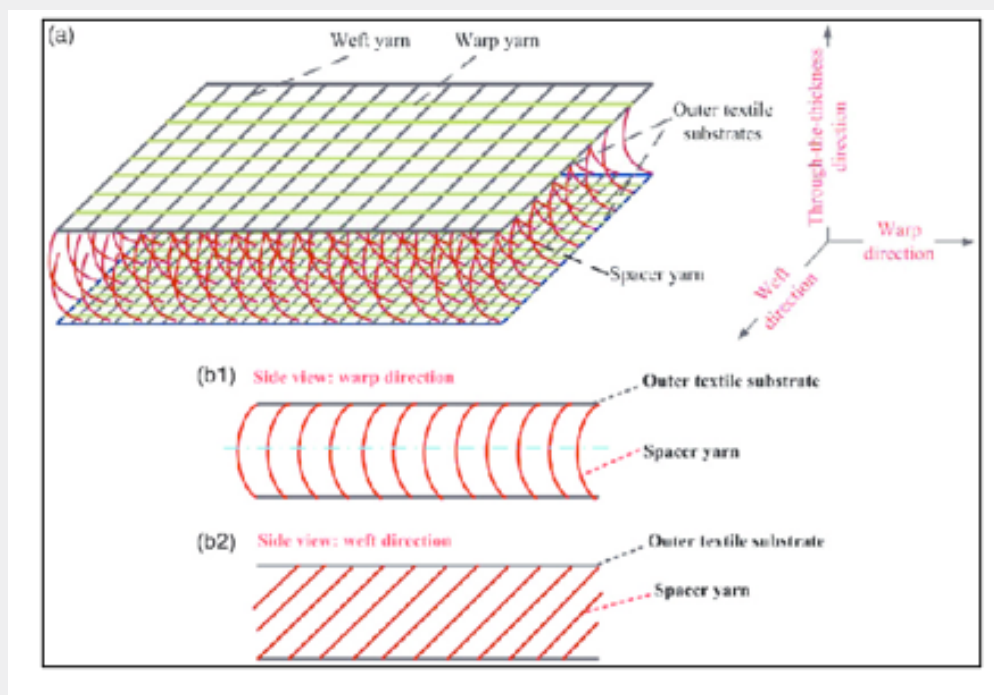 (a)
Weft yarn
Warp yarn
Outer textile
substrates
Spacer yarn
Through-the-thickness
direction
Warp
direction
Weft
direction
(b1)
Side view: warp direction
Outer textile substrate
Spacer yarn
(b2)
Side view: weft direction
Outer textile substrate
Spacer yarn